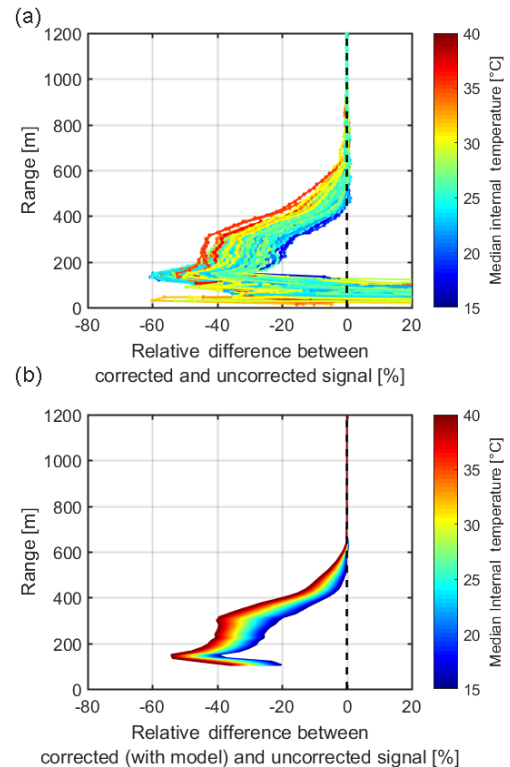 (a)
1200
1000
800
600
400
200
0
Range [m]
-80 -60 -40 -20 0 20
Relative difference between
corrected and uncorrected signal [%]
40
35
30
25
20
15
Median internal temperature [°C]
(b)
1200
1000
800
600
400
200
0
Range [m]
-80 -60 -40 -20 0 20
Relative difference between
corrected (with model) and uncorrected signal [%]
40
35
30
25
20
15
Median internal temperature [°C]